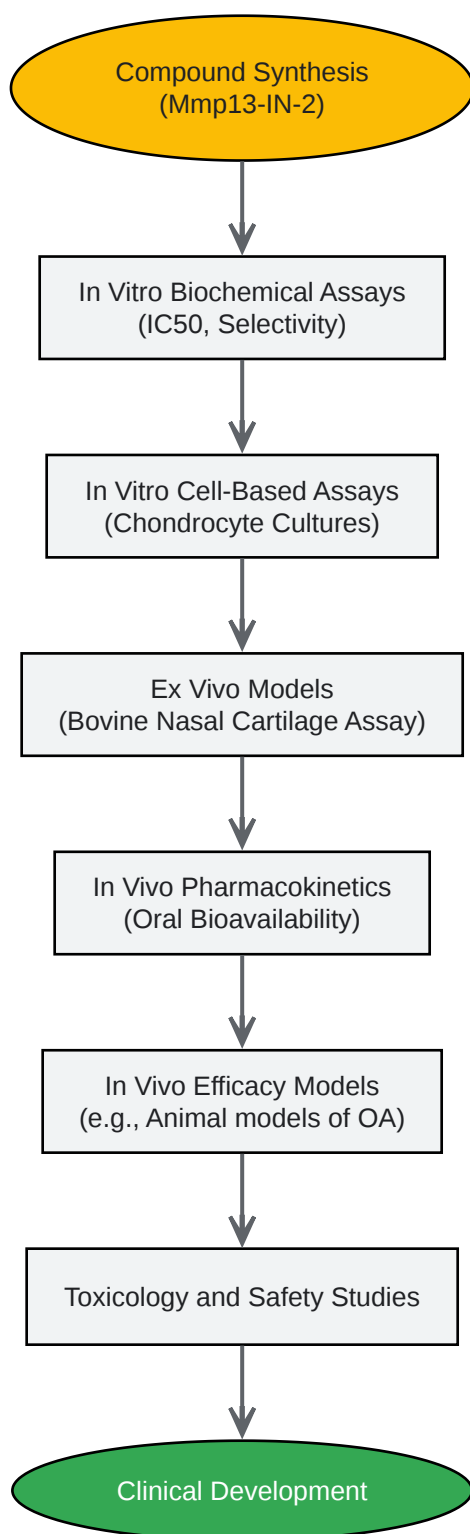 Compound Synthesis
(Mmp13-IN-2)
In Vitro Biochemical Assays
(IC50, Selectivity)
In Vitro Cell-Based Assays
(Chondrocyte Cultures)
Ex Vivo Models
(Bovine Nasal Cartilage Assay)
In Vivo Pharmacokinetics
(Oral Bioavailability)
In Vivo Efficacy Models
(e.g., Animal models of OA)
Toxicology and Safety Studies
Clinical Development